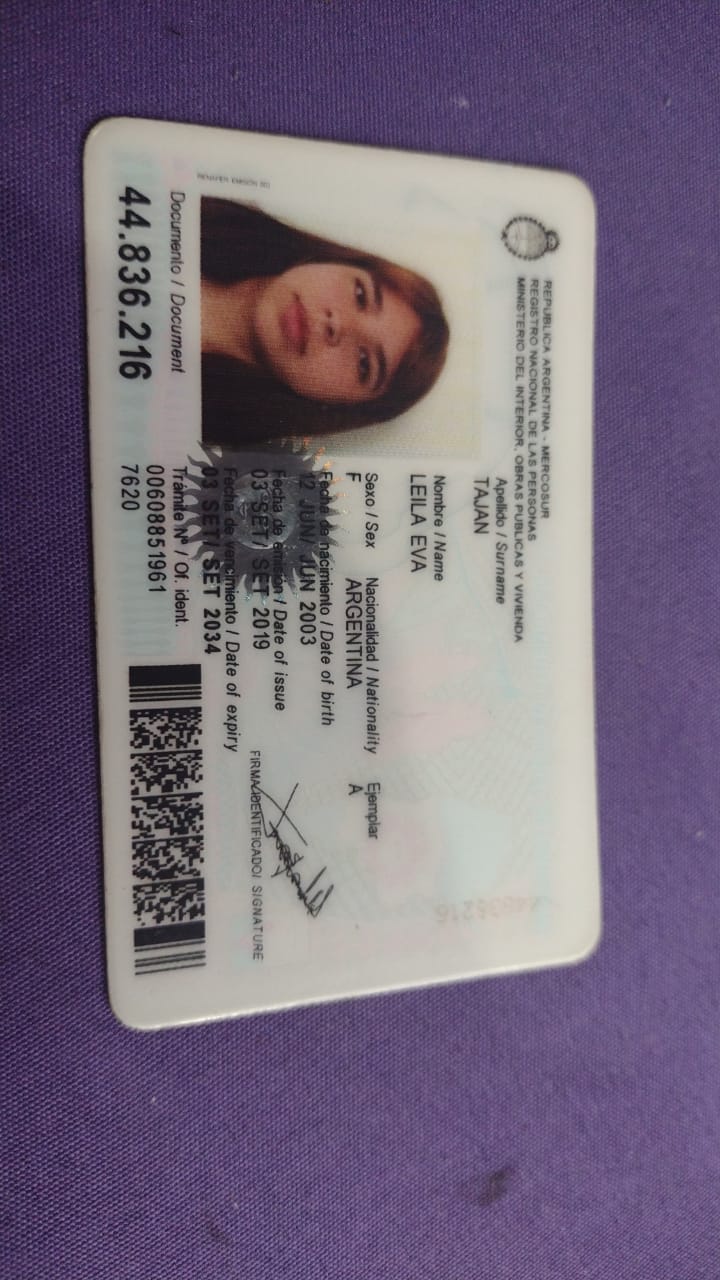 REPUBLICA ARGENTINA - MERCOSUR
REGISTRO NACIONAL DE LAS PERSONAS
MINISTERIO DEL INTERIOR, OBRAS PUBLICAS Y VIVIENDA
Apellido / Surname
TAJAN
Nombre / Name
LEILA EVA
Sexo / Sex Nacionalidad / Nationality Ejemplar
F ARGENTINA A
Fecha de nacimiento / Date of birth
12 JUN/ JUN 2003
Fecha de emisión / Date of issue
03 SET/ SET 2019
Fecha de vencimiento / Date of expiry
03 SET/ SET 2034
FIRMA IDENTIFICADO/ SIGNATURE
Documento / Document
44.836.216
Trámite Nº / Of. ident.
00608851961
7620